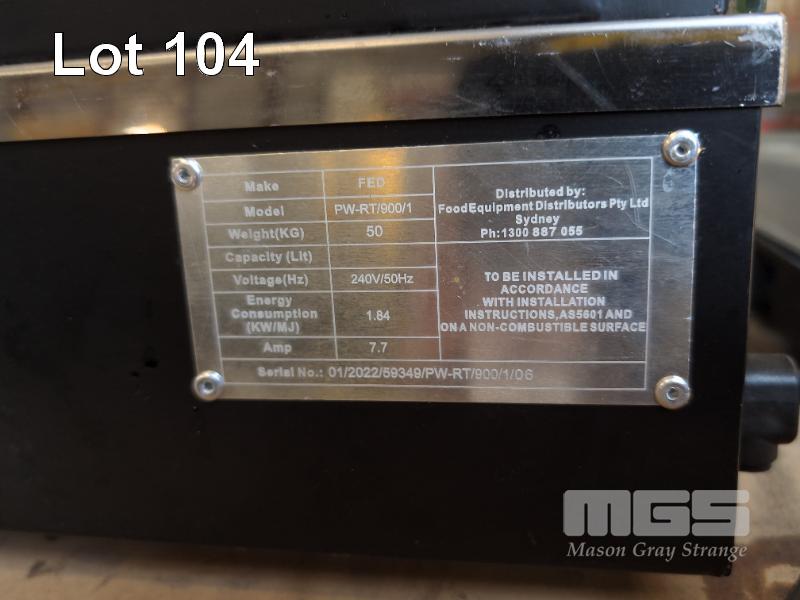 Lot 104
Make FED
Model PW-RT/900/1
Weight(KG) 50
Capacity (Lit)
Voltage(Hz) 240V/50Hz
Energy
Consumption
(KW/MJ) 1.84
Amp 7.7
Distributed by:
Food Equipment Distributors Pty Ltd
Sydney
Ph:1300 887 055
TO BE INSTALLED IN
ACCORDANCE
WITH INSTALLATION
INSTRUCTIONS,AS5601 AND
ON A NON-COMBUSTIBLE SURFACE
Serial No.: 01/2022/59349/PW-RT/900/1/06
MGS
Mason Gray Strange